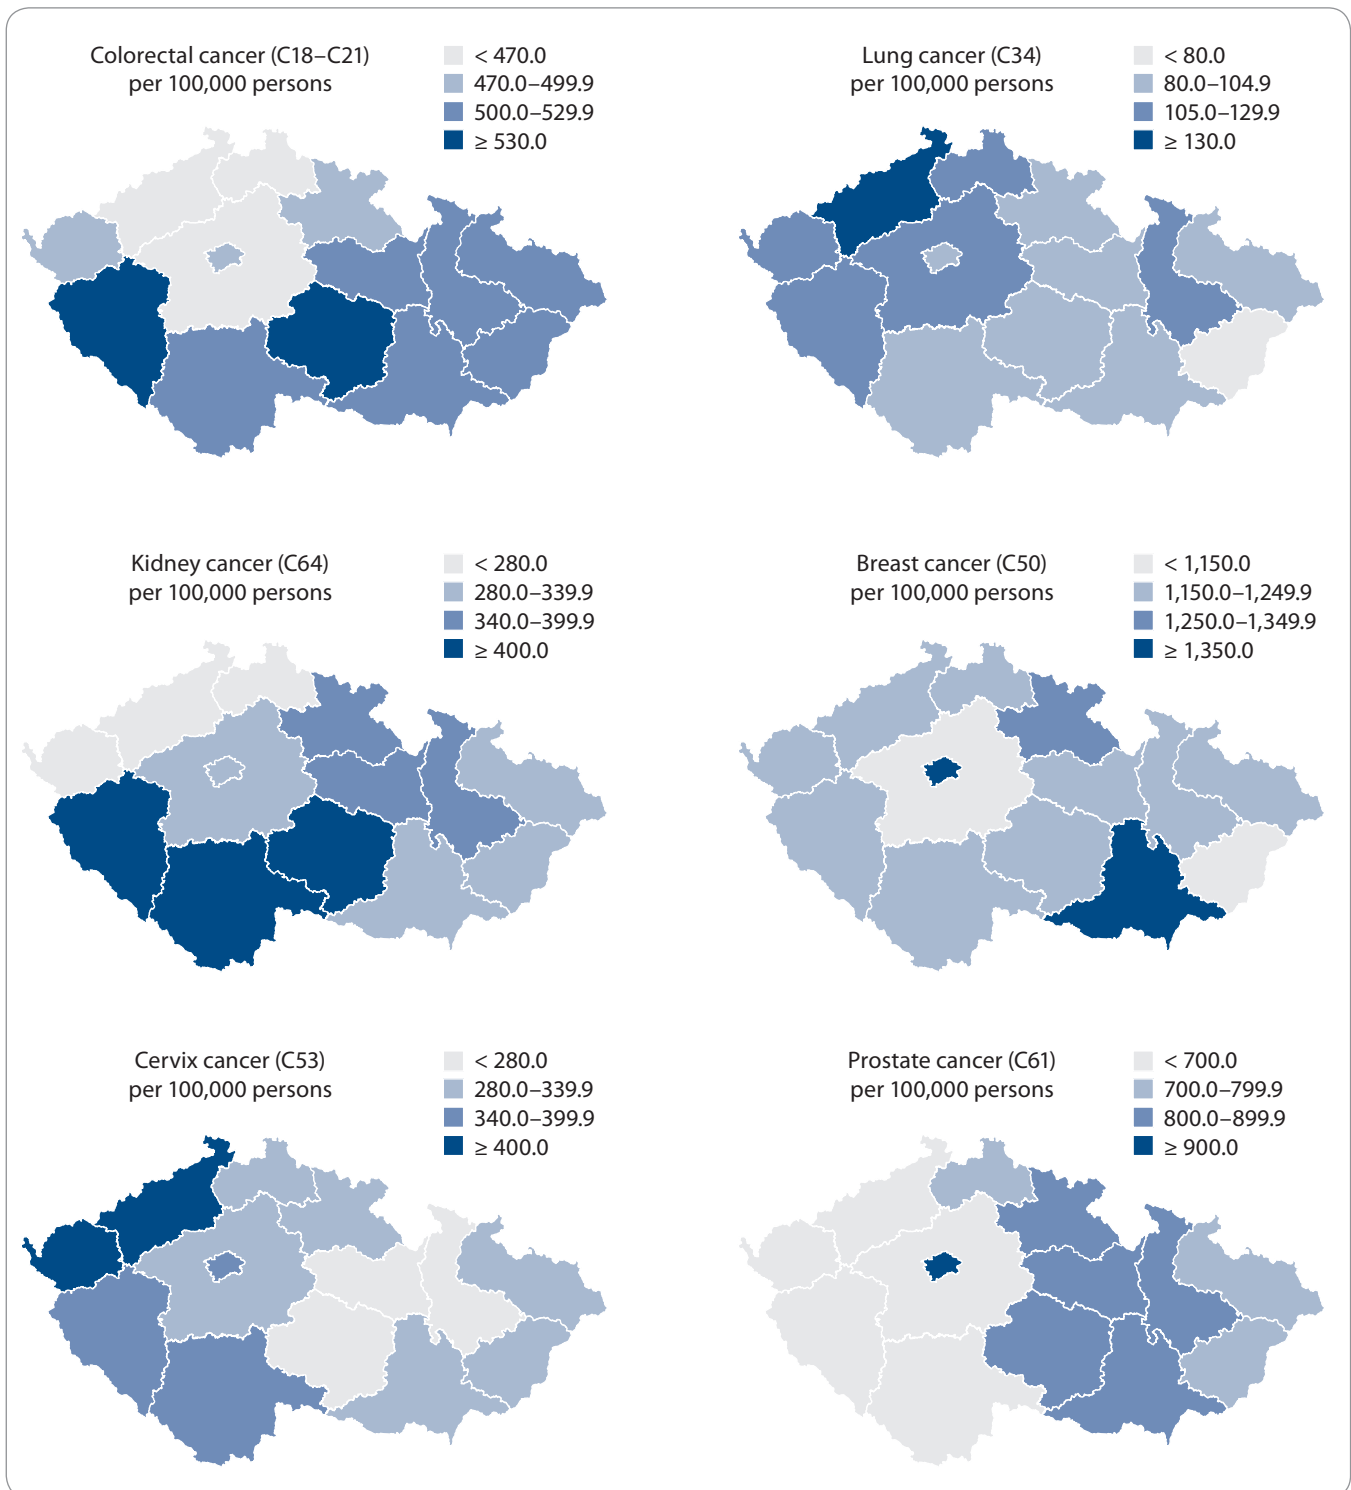 Colorectal cancer (C18–C21)
per 100,000 persons
< 470.0
470.0–499.9
500.0–529.9
≥ 530.0
Lung cancer (C34)
per 100,000 persons
< 80.0
80.0–104.9
105.0–129.9
≥ 130.0
Kidney cancer (C64)
per 100,000 persons
< 280.0
280.0–339.9
340.0–399.9
≥ 400.0
Breast cancer (C50)
per 100,000 persons
< 1,150.0
1,150.0–1,249.9
1,250.0–1,349.9
≥ 1,350.0
Cervix cancer (C53)
per 100,000 persons
< 280.0
280.0–339.9
340.0–399.9
≥ 400.0
Prostate cancer (C61)
per 100,000 persons
< 700.0
700.0–799.9
800.0–899.9
≥ 900.0